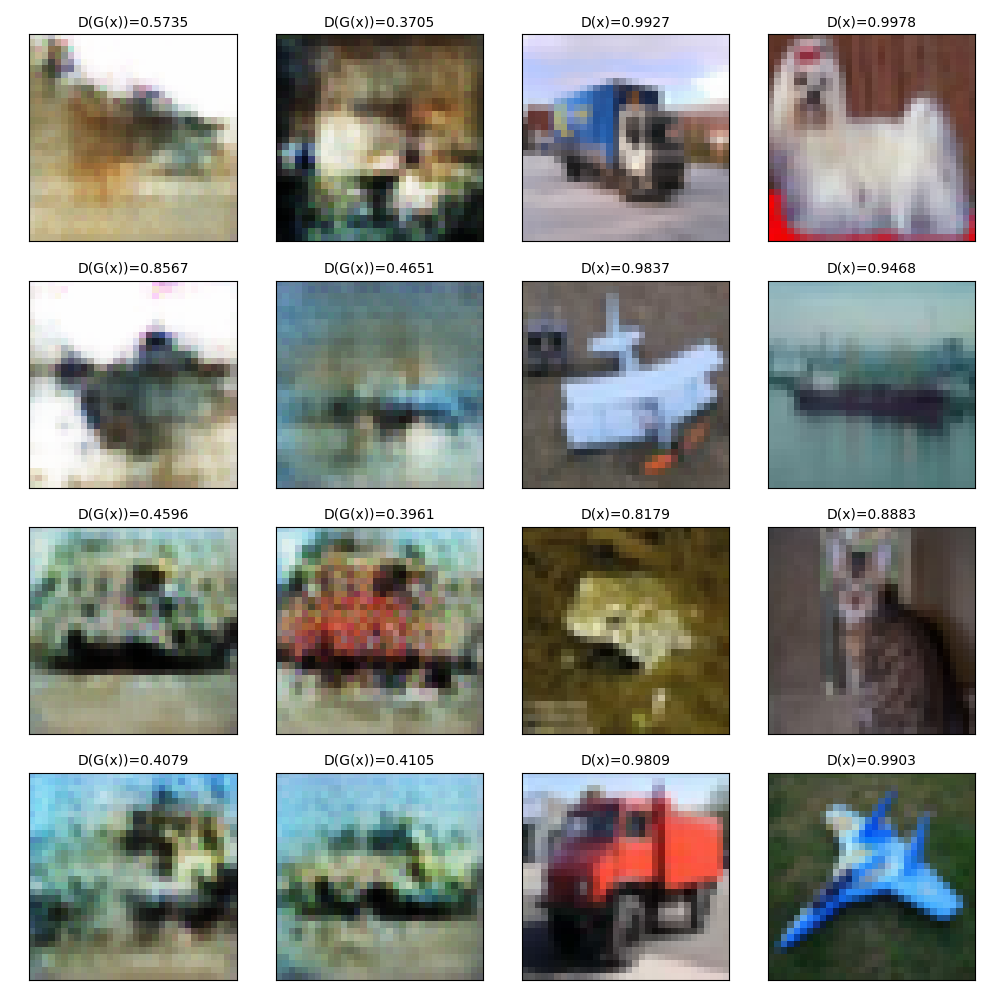 D(G(x))=0.5735
D(G(x))=0.3705
D(x)=0.9927
D(x)=0.9978
D(G(x))=0.8567
D(G(x))=0.4651
D(x)=0.9837
D(x)=0.9468
D(G(x))=0.4596
D(G(x))=0.3961
D(x)=0.8179
D(x)=0.8883
D(G(x))=0.4079
D(G(x))=0.4105
D(x)=0.9809
D(x)=0.9903